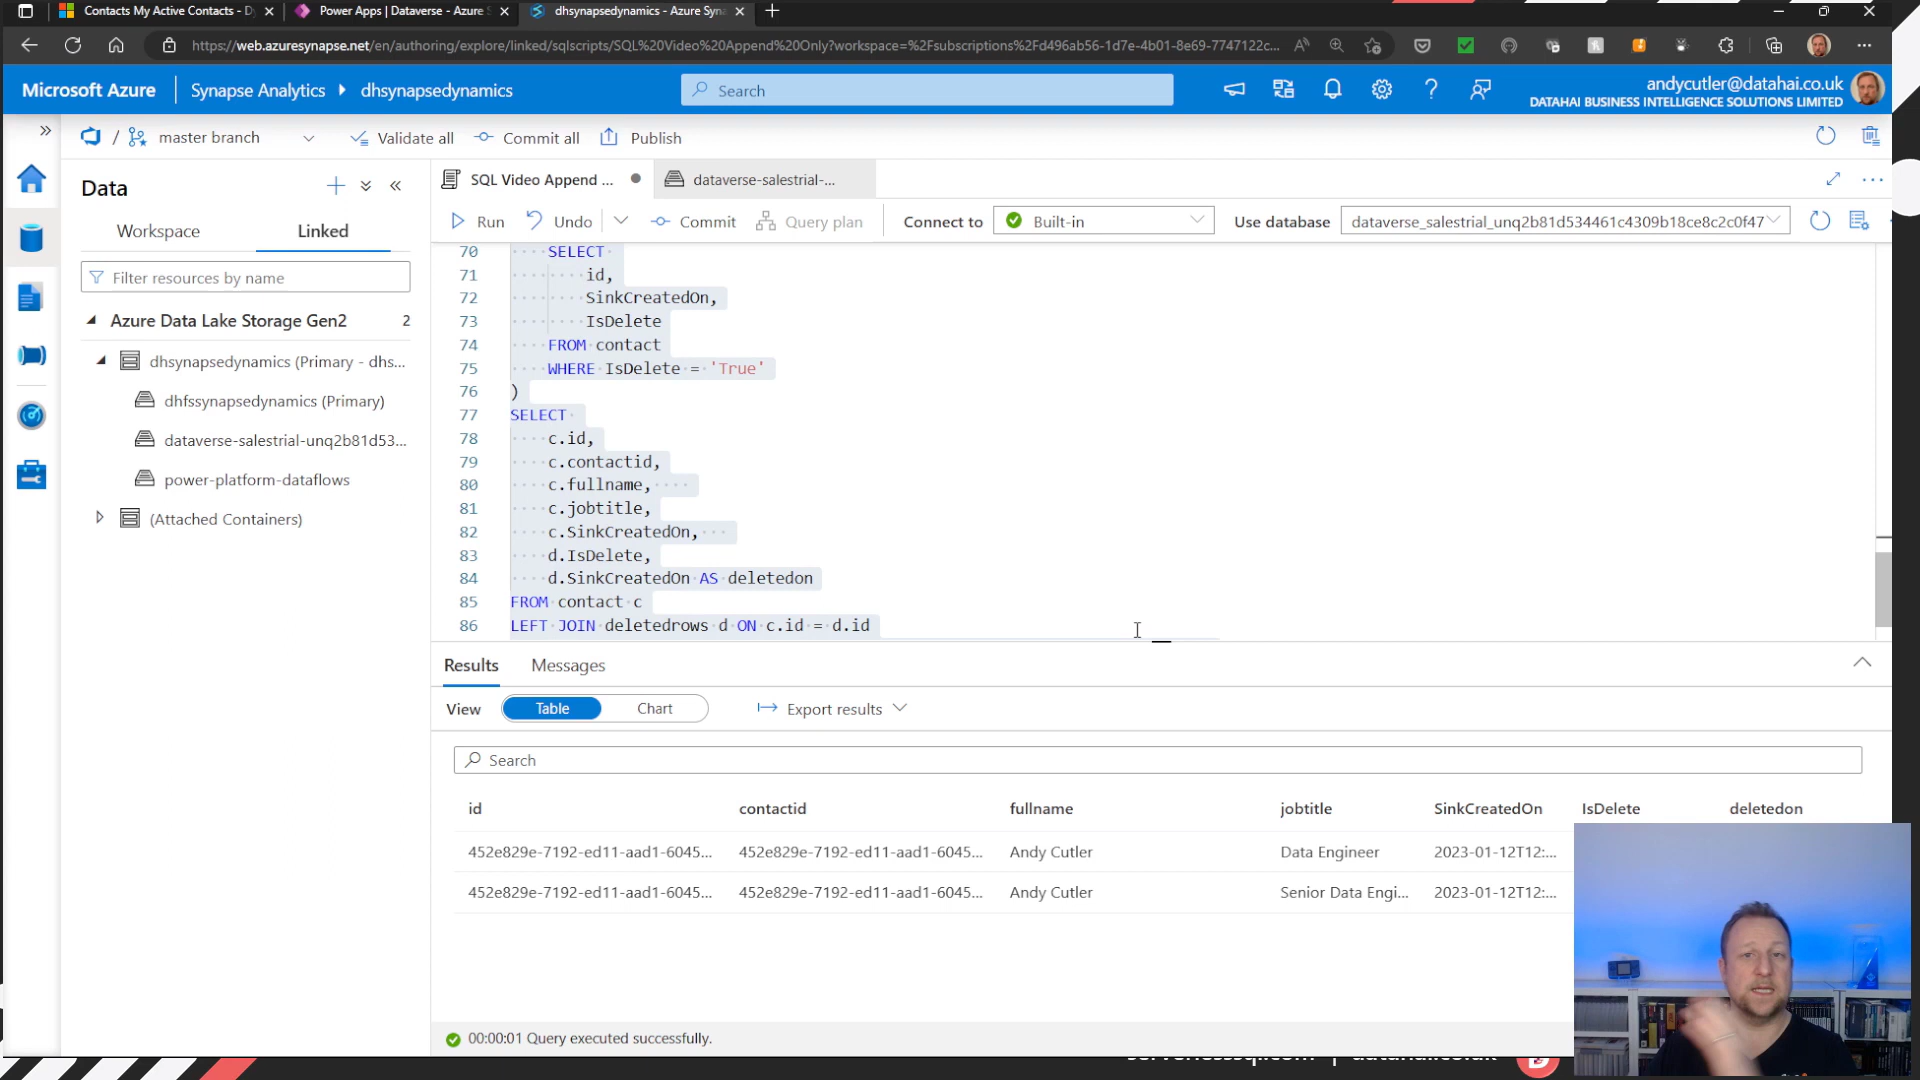 Contacts My Active Contacts - Dy
Power Apps | Dataverse - Azure S
dhsynapsedynamics - Azure Syna
https://web.azuresynapse.net/en/authoring/explore/linked/sqlscripts/SQL%20Video%20Append%20Only?workspace=%2Fsubscriptions%2Fd496ab56-1d7e-4b01-8e69-7747122c...
Microsoft Azure
Synapse Analytics
dhsynapsedynamics
Search
andycutler@datahai.co.uk
DATAHAI BUSINESS INTELLIGENCE SOLUTIONS LIMITED
/ master branch
Validate all
Commit all
Publish
Data
Workspace
Linked
Filter resources by name
Azure Data Lake Storage Gen2 2
dhsynapsedynamics (Primary - dhs...
dhfssynapsedynamics (Primary)
dataverse-salestrial-unq2b81d53...
power-platform-dataflows
(Attached Containers)
SQL Video Append ...
dataverse-salestrial-...
Run
Undo
Commit
Query plan
Connect to
Built-in
Use database
dataverse_salestrial_unq2b81d534461c4309b18ce8c2c0f47
70 SELECT
71 id,
72 SinkCreatedOn,
73 IsDelete
74 FROM contact
75 WHERE IsDelete = 'True'
76 )
77 SELECT
78 c.id,
79 c.contactid,
80 c.fullname,
81 c.jobtitle,
82 c.SinkCreatedOn,
83 d.IsDelete,
84 d.SinkCreatedOn AS deletedon
85 FROM contact c
86 LEFT JOIN deletedrows d ON c.id = d.id
Results
Messages
View
Table
Chart
Export results
Search
id contactid fullname jobtitle SinkCreatedOn IsDelete deletedon
452e829e-7192-ed11-aad1-6045... 452e829e-7192-ed11-aad1-6045... Andy Cutler Data Engineer 2023-01-12T12:...
452e829e-7192-ed11-aad1-6045... 452e829e-7192-ed11-aad1-6045... Andy Cutler Senior Data Engi... 2023-01-12T12:...
00:00:01 Query executed successfully.